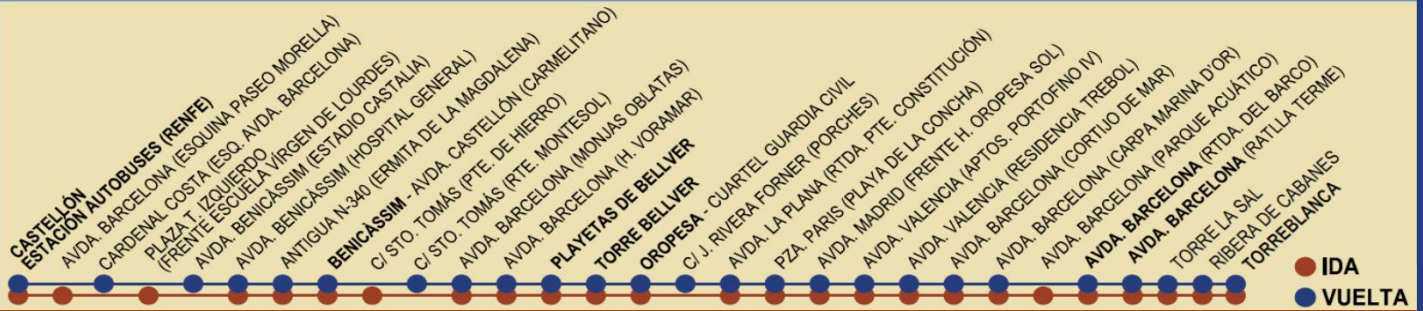 CASTELLÓN
ESTACIÓN AUTOBUSES (RENFE)
AVDA. BARCELONA (ESQUINA PASEO MORELLA)
CARDENAL COSTA (ESQ. AVDA. BARCELONA)
PLAZA T. IZQUIERDO
(FRENTE ESCUELA VIRGEN DE LOURDES)
AVDA. BENICÀSSIM (ESTADIO CASTALIA)
AVDA. BENICÀSSIM (HOSPITAL GENERAL)
ANTIGUA N-340 (ERMITA DE LA MAGDALENA)
BENICÀSSIM - AVDA. CASTELLÓN (CARMELITANO)
C/ STO. TOMÁS (PTE. DE HIERRO)
C/ STO. TOMÁS (RTE. MONTESOL)
AVDA. BARCELONA (MONJAS OBLATAS)
AVDA. BARCELONA (H. VORAMAR)
PLAYETAS DE BELLVER
TORRE BELLVER
OROPESA - CUARTEL GUARDIA CIVIL
C/ J. RIVERA FORNER (PORCHES)
AVDA. LA PLANA (RTDA. PTE. CONSTITUCIÓN)
PZA. PARIS (PLAYA DE LA CONCHA)
AVDA. MADRID (FRENTE H. OROPESA SOL)
AVDA. VALENCIA (APTOS. PORTOFINO IV)
AVDA. VALENCIA (RESIDENCIA TREBOL)
AVDA. BARCELONA (CORTIJO DE MAR)
AVDA. BARCELONA (CARPA MARINA D'OR)
AVDA. BARCELONA (PARQUE ACUÁTICO)
AVDA. BARCELONA (RTDA. DEL BARCO)
AVDA. BARCELONA (RATLLA TERME)
TORRE LA SAL
RIBERA DE CABANES
TORREBLANCA
IDA
VUELTA